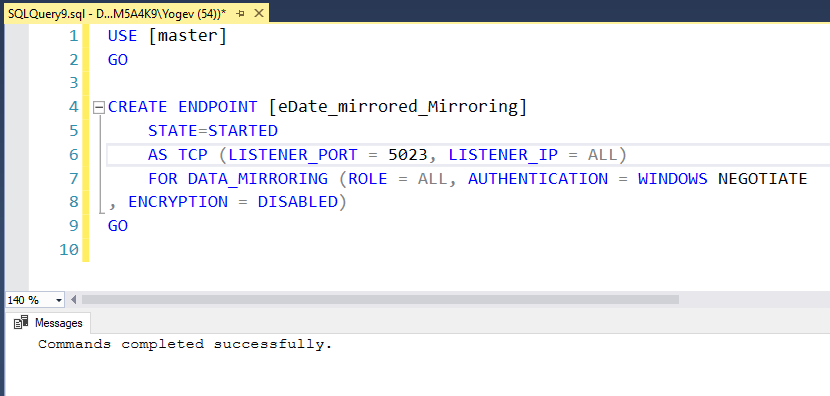 SQLQuery9.sql - D...M5A4K9\Yogev (54))*
1 USE [master]
2 GO
3
4 CREATE ENDPOINT [eDate_mirrored_Mirroring]
5 STATE=STARTED
6 AS TCP (LISTENER_PORT = 5023, LISTENER_IP = ALL)
7 FOR DATA_MIRRORING (ROLE = ALL, AUTHENTICATION = WINDOWS NEGOTIATE
8 , ENCRYPTION = DISABLED)
9 GO
10
140 %
Messages
Commands completed successfully.